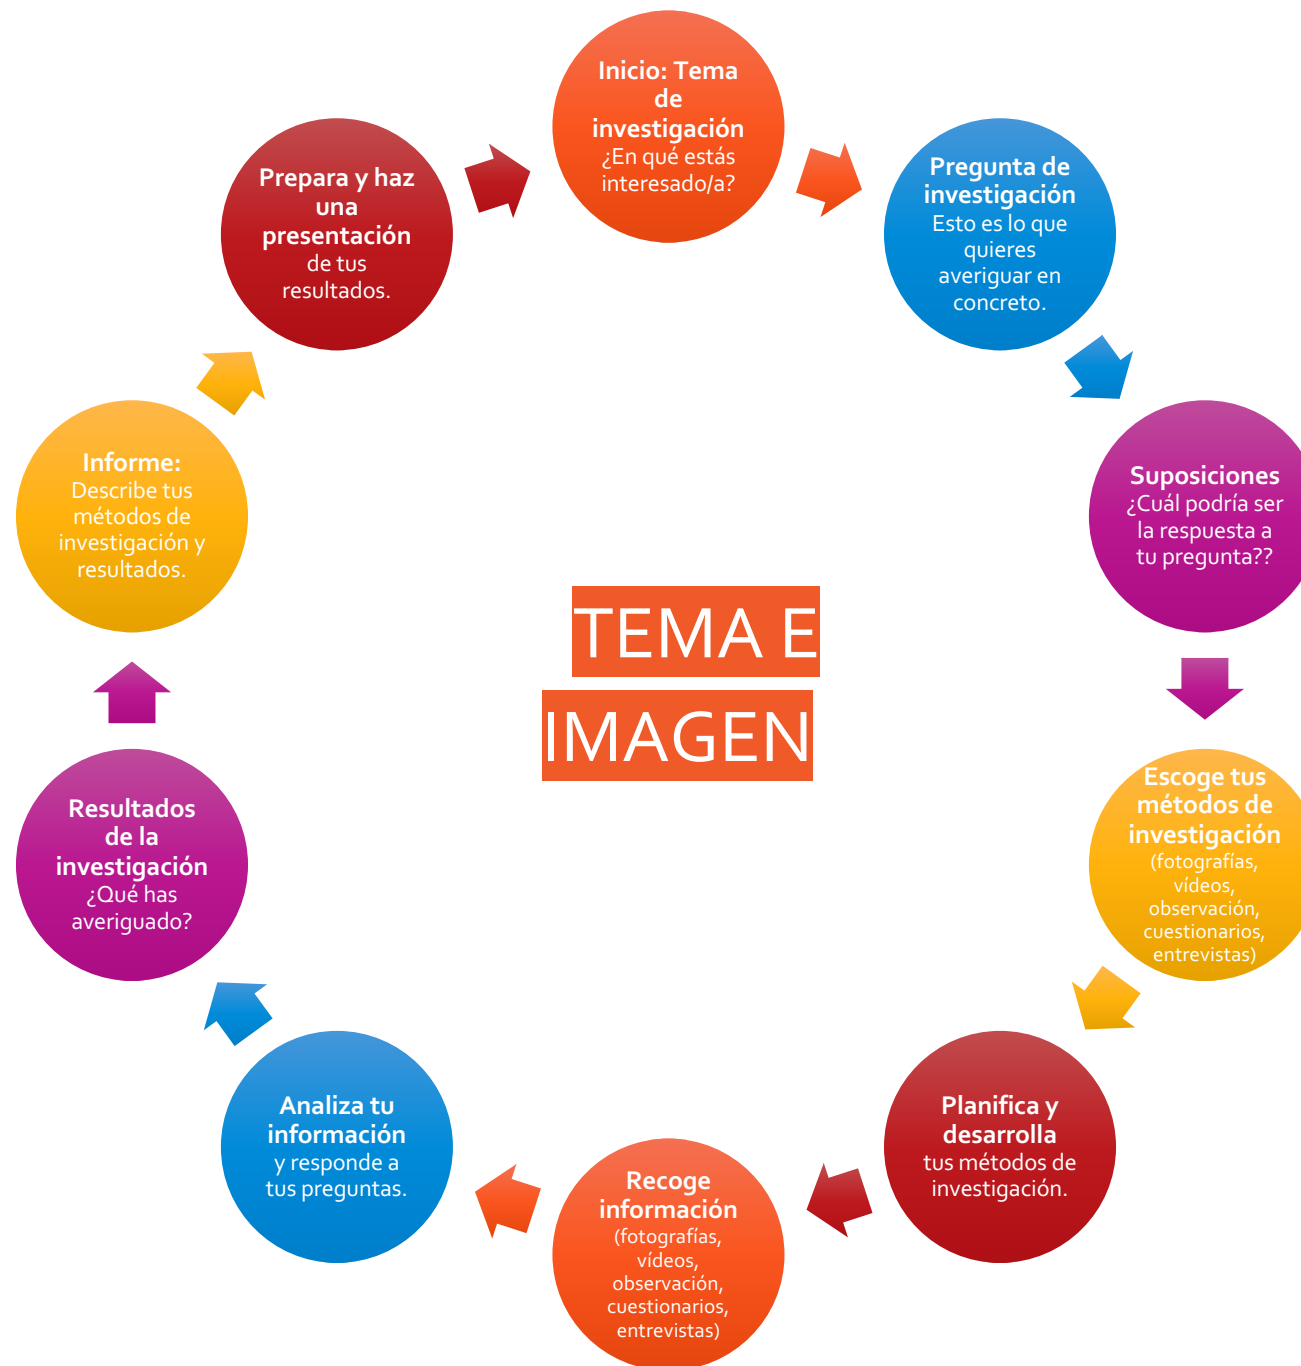 Inicio: Tema
de
investigación
¿En qué estás
interesado/a?
Pregunta de
investigación
Esto es lo que
quieres
averiguar en
concreto.
Suposiciones
¿Cuál podría ser
la respuesta a
tu pregunta??
Escoge tus
métodos de
investigación
(fotografías,
vídeos,
observación,
cuestionarios,
entrevistas)
Planifica y
desarrolla
tus métodos de
investigación.
Recoge
información
(fotografías,
vídeos,
observación,
cuestionarios,
entrevistas)
Analiza tu
información
y responde a
tus preguntas.
Resultados
de la
investigación
¿Qué has
averiguado?
Informe:
Describe tus
métodos de
investigación y
resultados.
Prepara y haz
una
presentación
de tus
resultados.
TEMA E
IMAGEN